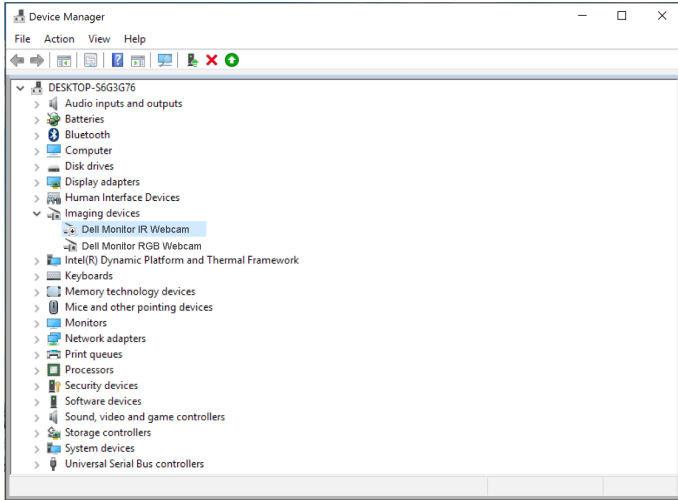 Device Manager
File Action View Help
DESKTOP-S6G3G76
Audio inputs and outputs
Batteries
Bluetooth
Computer
Disk drives
Display adapters
Human Interface Devices
Imaging devices
Dell Monitor IR Webcam
Dell Monitor RGB Webcam
Intel(R) Dynamic Platform and Thermal Framework
Keyboards
Memory technology devices
Mice and other pointing devices
Monitors
Network adapters
Print queues
Processors
Security devices
Software devices
Sound, video and game controllers
Storage controllers
System devices
Universal Serial Bus controllers